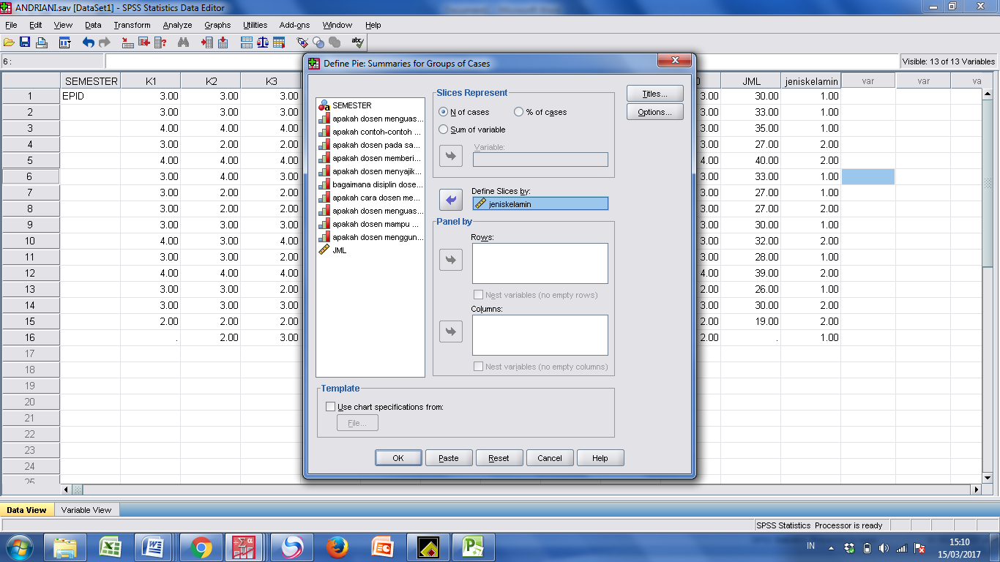 ANDRIANI.sav [DataSet1] - SPSS Statistics Data Editor
File Edit View Data Transform Analyze Graphs Utilities Add-ons Window Help
6 :
Visible: 13 of 13 Variables
SEMESTER K1 K2 K3 JML jeniskelamin var var va
1 EPID 3.00 3.00 3.00 3.00 30.00 1.00
2 3.00 3.00 3.00 3.00 33.00 1.00
3 4.00 4.00 4.00 3.00 35.00 1.00
4 3.00 2.00 2.00 3.00 27.00 2.00
5 4.00 4.00 4.00 4.00 40.00 2.00
6 3.00 4.00 3.00 3.00 33.00 1.00
7 3.00 2.00 2.00 3.00 27.00 1.00
8 3.00 2.00 2.00 3.00 27.00 2.00
9 3.00 3.00 3.00 3.00 30.00 1.00
10 4.00 3.00 4.00 3.00 32.00 2.00
11 3.00 3.00 2.00 3.00 28.00 1.00
12 4.00 4.00 4.00 4.00 39.00 2.00
13 3.00 3.00 2.00 2.00 26.00 1.00
14 3.00 3.00 3.00 3.00 30.00 2.00
15 2.00 2.00 2.00 2.00 19.00 2.00
16 . 2.00 3.00 2.00 . 1.00
17
18
19
20
21
22
23
24
25
Define Pie: Summaries for Groups of Cases
SEMESTER
apakah dosen menguas...
apakah contoh-contoh ...
apakah dosen pada sa...
apakah dosen memberi...
apakah dosen menyajik...
bagaimana disiplin dose...
apakah cara dosen me...
apakah dosen menguas...
apakah dosen mampu ...
apakah dosen menggun...
JML
Slices Represent
N of cases % of cases
Sum of variable
Variable:
Define Slices by:
jeniskelamin
Panel by
Rows:
Nest variables (no empty rows)
Columns:
Nest variables (no empty columns)
Titles...
Options...
Template
Use chart specifications from:
File...
OK Paste Reset Cancel Help
Data View Variable View
SPSS Statistics Processor is ready
IN
15:10
15/03/2017